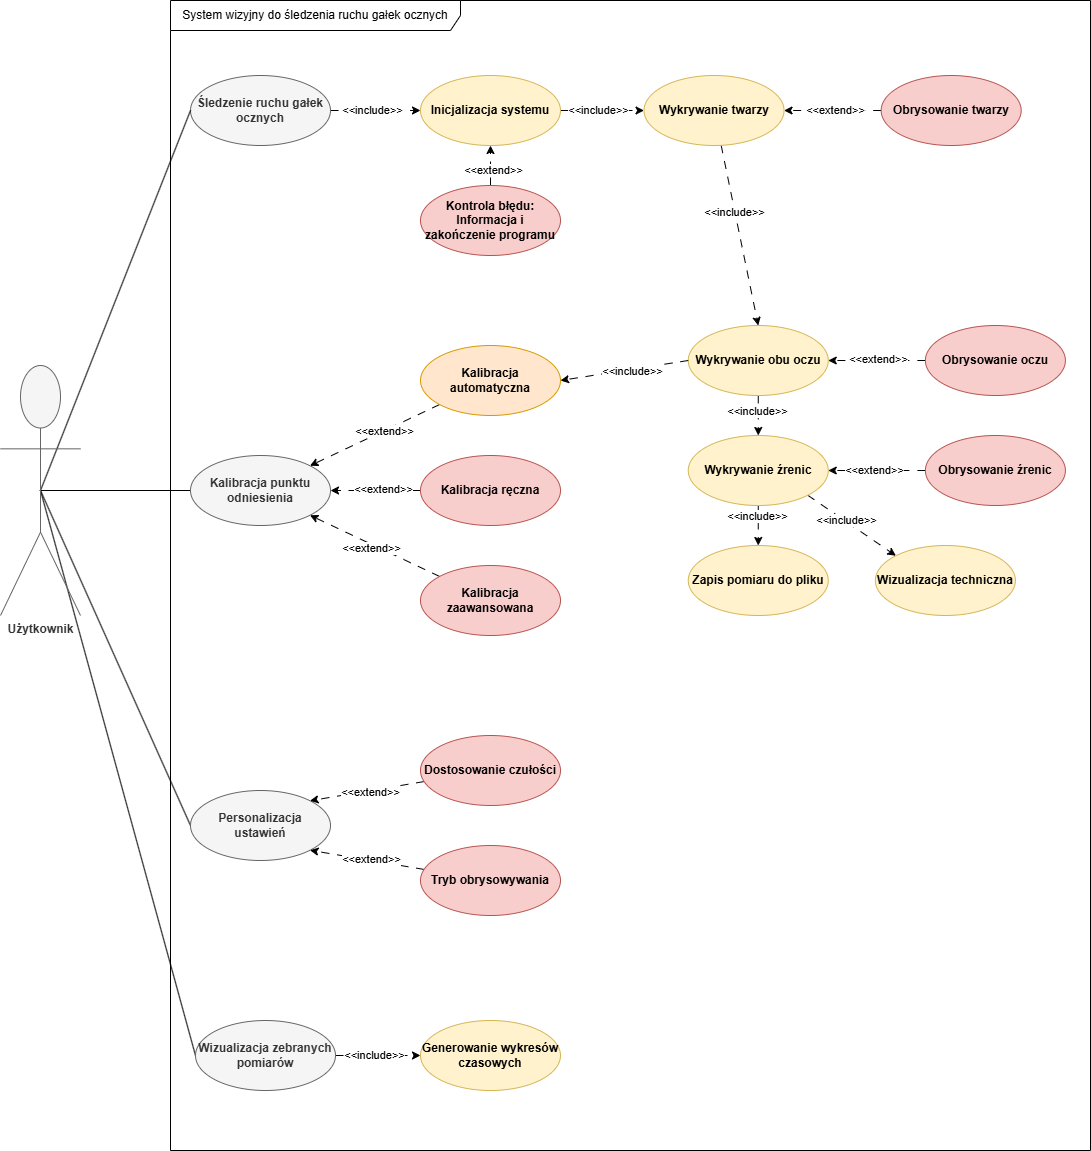 System wizyjny do śledzenia ruchu gałek ocznych
Śledzenie ruchu gałek
ocznych
<<include>>
Inicjalizacja systemu
<<include>>
Wykrywanie twarzy
<<extend>>
Obrysowanie twarzy
<<extend>>
Kontrola błędu:
Informacja i
zakończenie programu
<<include>>
Kalibracja
automatyczna
<<include>>
Wykrywanie obu oczu
<<extend>>
Obrysowanie oczu
<<include>>
<<extend>>
Kalibracja punktu
odniesienia
<<extend>>
Kalibracja ręczna
Wykrywanie źrenic
<<extend>>
Obrysowanie źrenic
<<include>>
<<include>>
<<extend>>
Kalibracja
zaawansowana
Zapis pomiaru do pliku
Wizualizacja techniczna
Użytkownik
Dostosowanie czułości
<<extend>>
Personalizacja
ustawień
<<extend>>
Tryb obrysowywania
Wizualizacja zebranych
pomiarów
<<include>>
Generowanie wykresów
czasowych